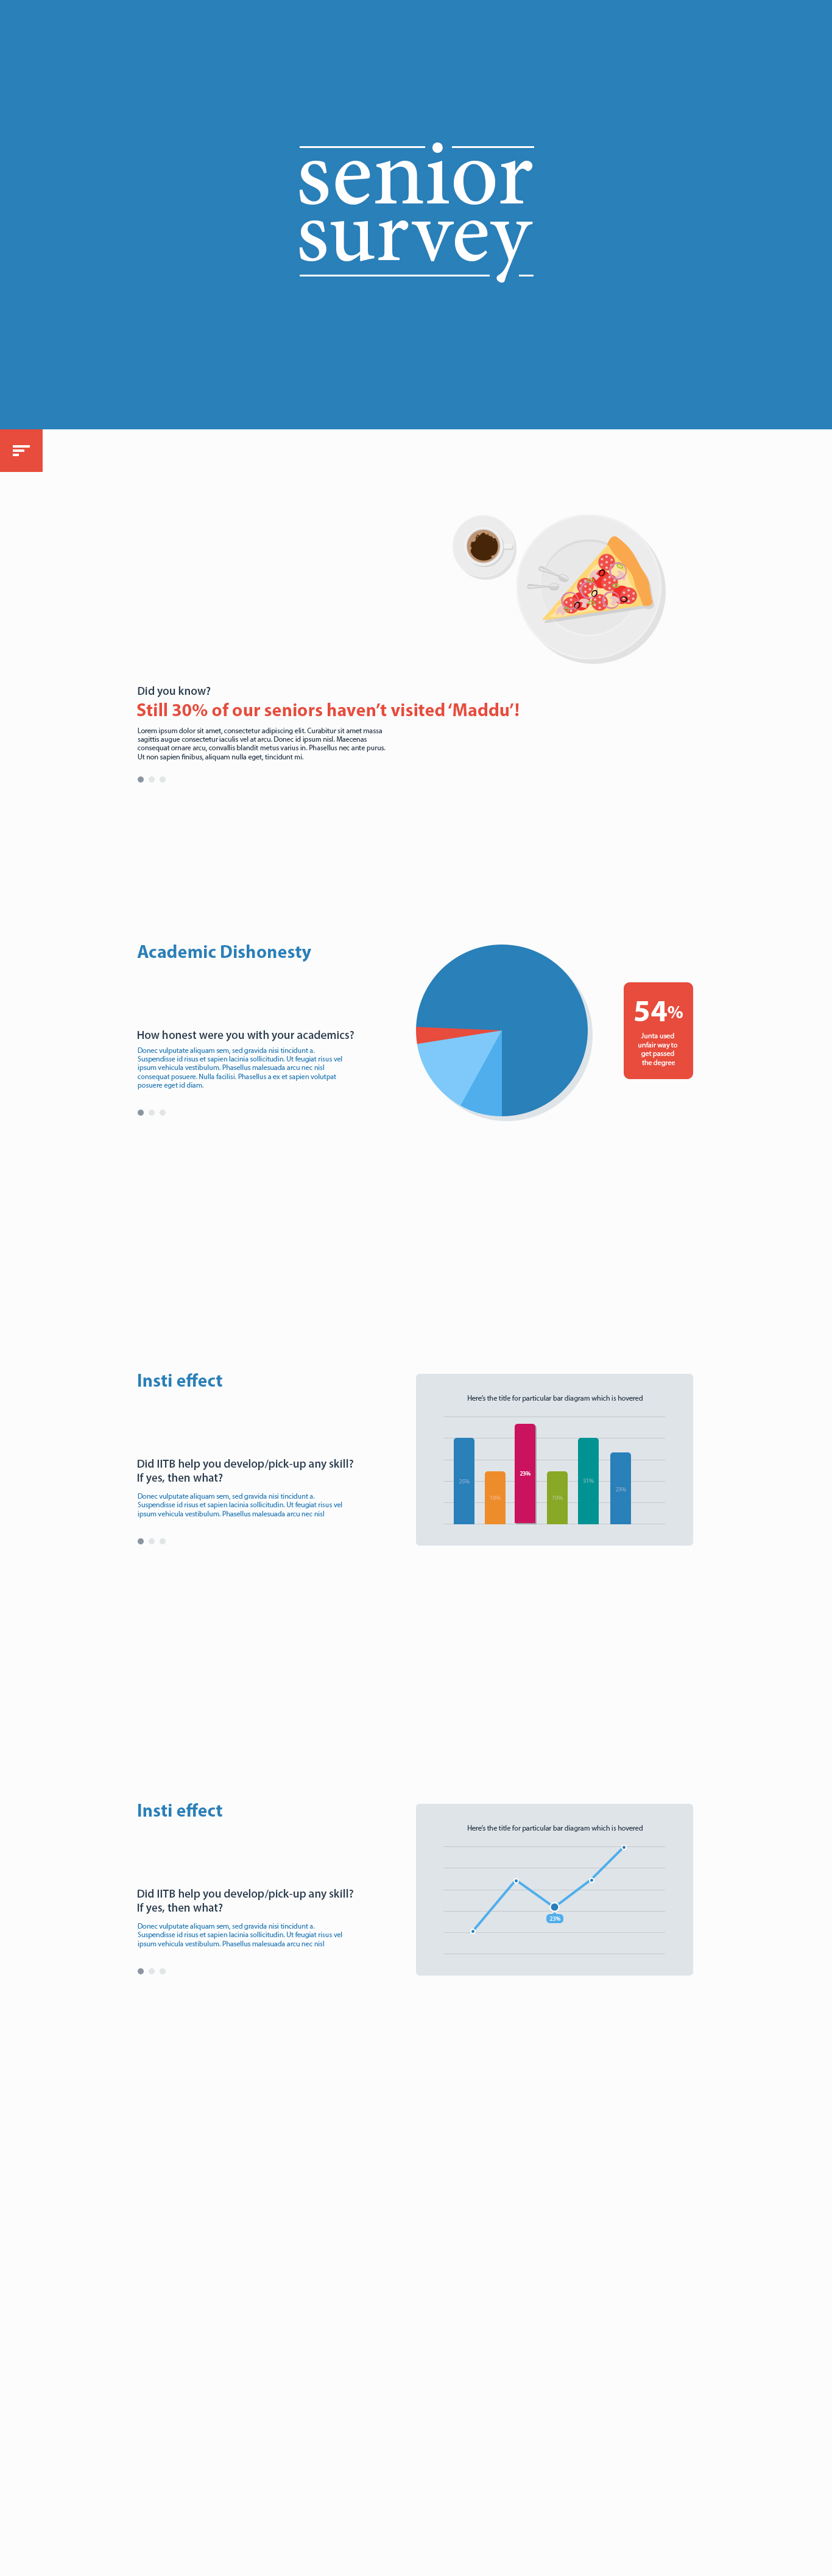 senior
survey
Did you know?
Still 30% of our seniors haven’t visited ‘Maddu’!
Lorem ipsum dolor sit amet, consectetur adipiscing elit. Curabitur sit amet massa
sagittis augue consectetur iaculis vel at arcu. Donec id ipsum nisl. Maecenas
consequat ornare arcu, convallis blandit metus varius in. Phasellus nec ante purus.
Ut non sapien finibus, aliquam nulla eget, tincidunt mi.
Academic Dishonesty
How honest were you with your academics?
Donec vulputate aliquam sem, sed gravida nisi tincidunt a.
Suspendisse id risus et sapien lacinia sollicitudin. Ut feugiat risus vel
ipsum vehicula vestibulum. Phasellus malesuada arcu nec nisl
consequat posuere. Nulla facilisi. Phasellus a ex et sapien volutpat
posuere eget id diam.
54%
Junta used
unfair way to
get passed
the degree
Insti effect
Did IITB help you develop/pick-up any skill?
If yes, then what?
Donec vulputate aliquam sem, sed gravida nisi tincidunt a.
Suspendisse id risus et sapien lacinia sollicitudin. Ut feugiat risus vel
ipsum vehicula vestibulum. Phasellus malesuada arcu nec nisl
Here’s the title for particular bar diagram which is hovered
23%
31%
23%
Insti effect
Did IITB help you develop/pick-up any skill?
If yes, then what?
Donec vulputate aliquam sem, sed gravida nisi tincidunt a.
Suspendisse id risus et sapien lacinia sollicitudin. Ut feugiat risus vel
ipsum vehicula vestibulum. Phasellus malesuada arcu nec nisl
Here’s the title for particular bar diagram which is hovered
23%